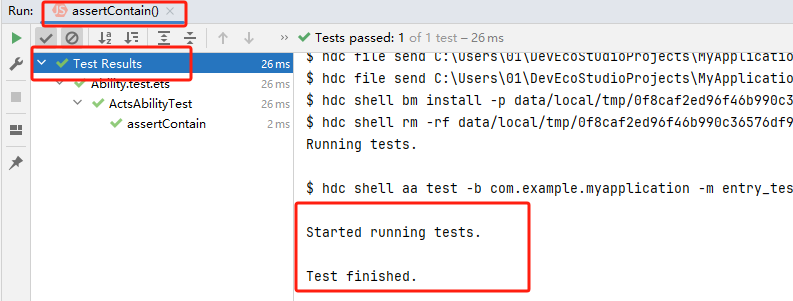 Run: assertContain() ×
Tests passed: 1 of 1 test – 26 ms
Test Results 26 ms
Ability.test.ets 26 ms
ActsAbilityTest 26 ms
assertContain 2 ms
$ hdc file send C:\Users\01\DevEcoStudioProjects\MyApplicatio
$ hdc file send C:\Users\01\DevEcoStudioProjects\MyApplicatio
$ hdc shell bm install -p data/local/tmp/0f8caf2ed96f46b990c3
$ hdc shell rm -rf data/local/tmp/0f8caf2ed96f46b990c36576df9
Running tests.
$ hdc shell aa test -b com.example.myapplication -m entry_tes
Started running tests.
Test finished.